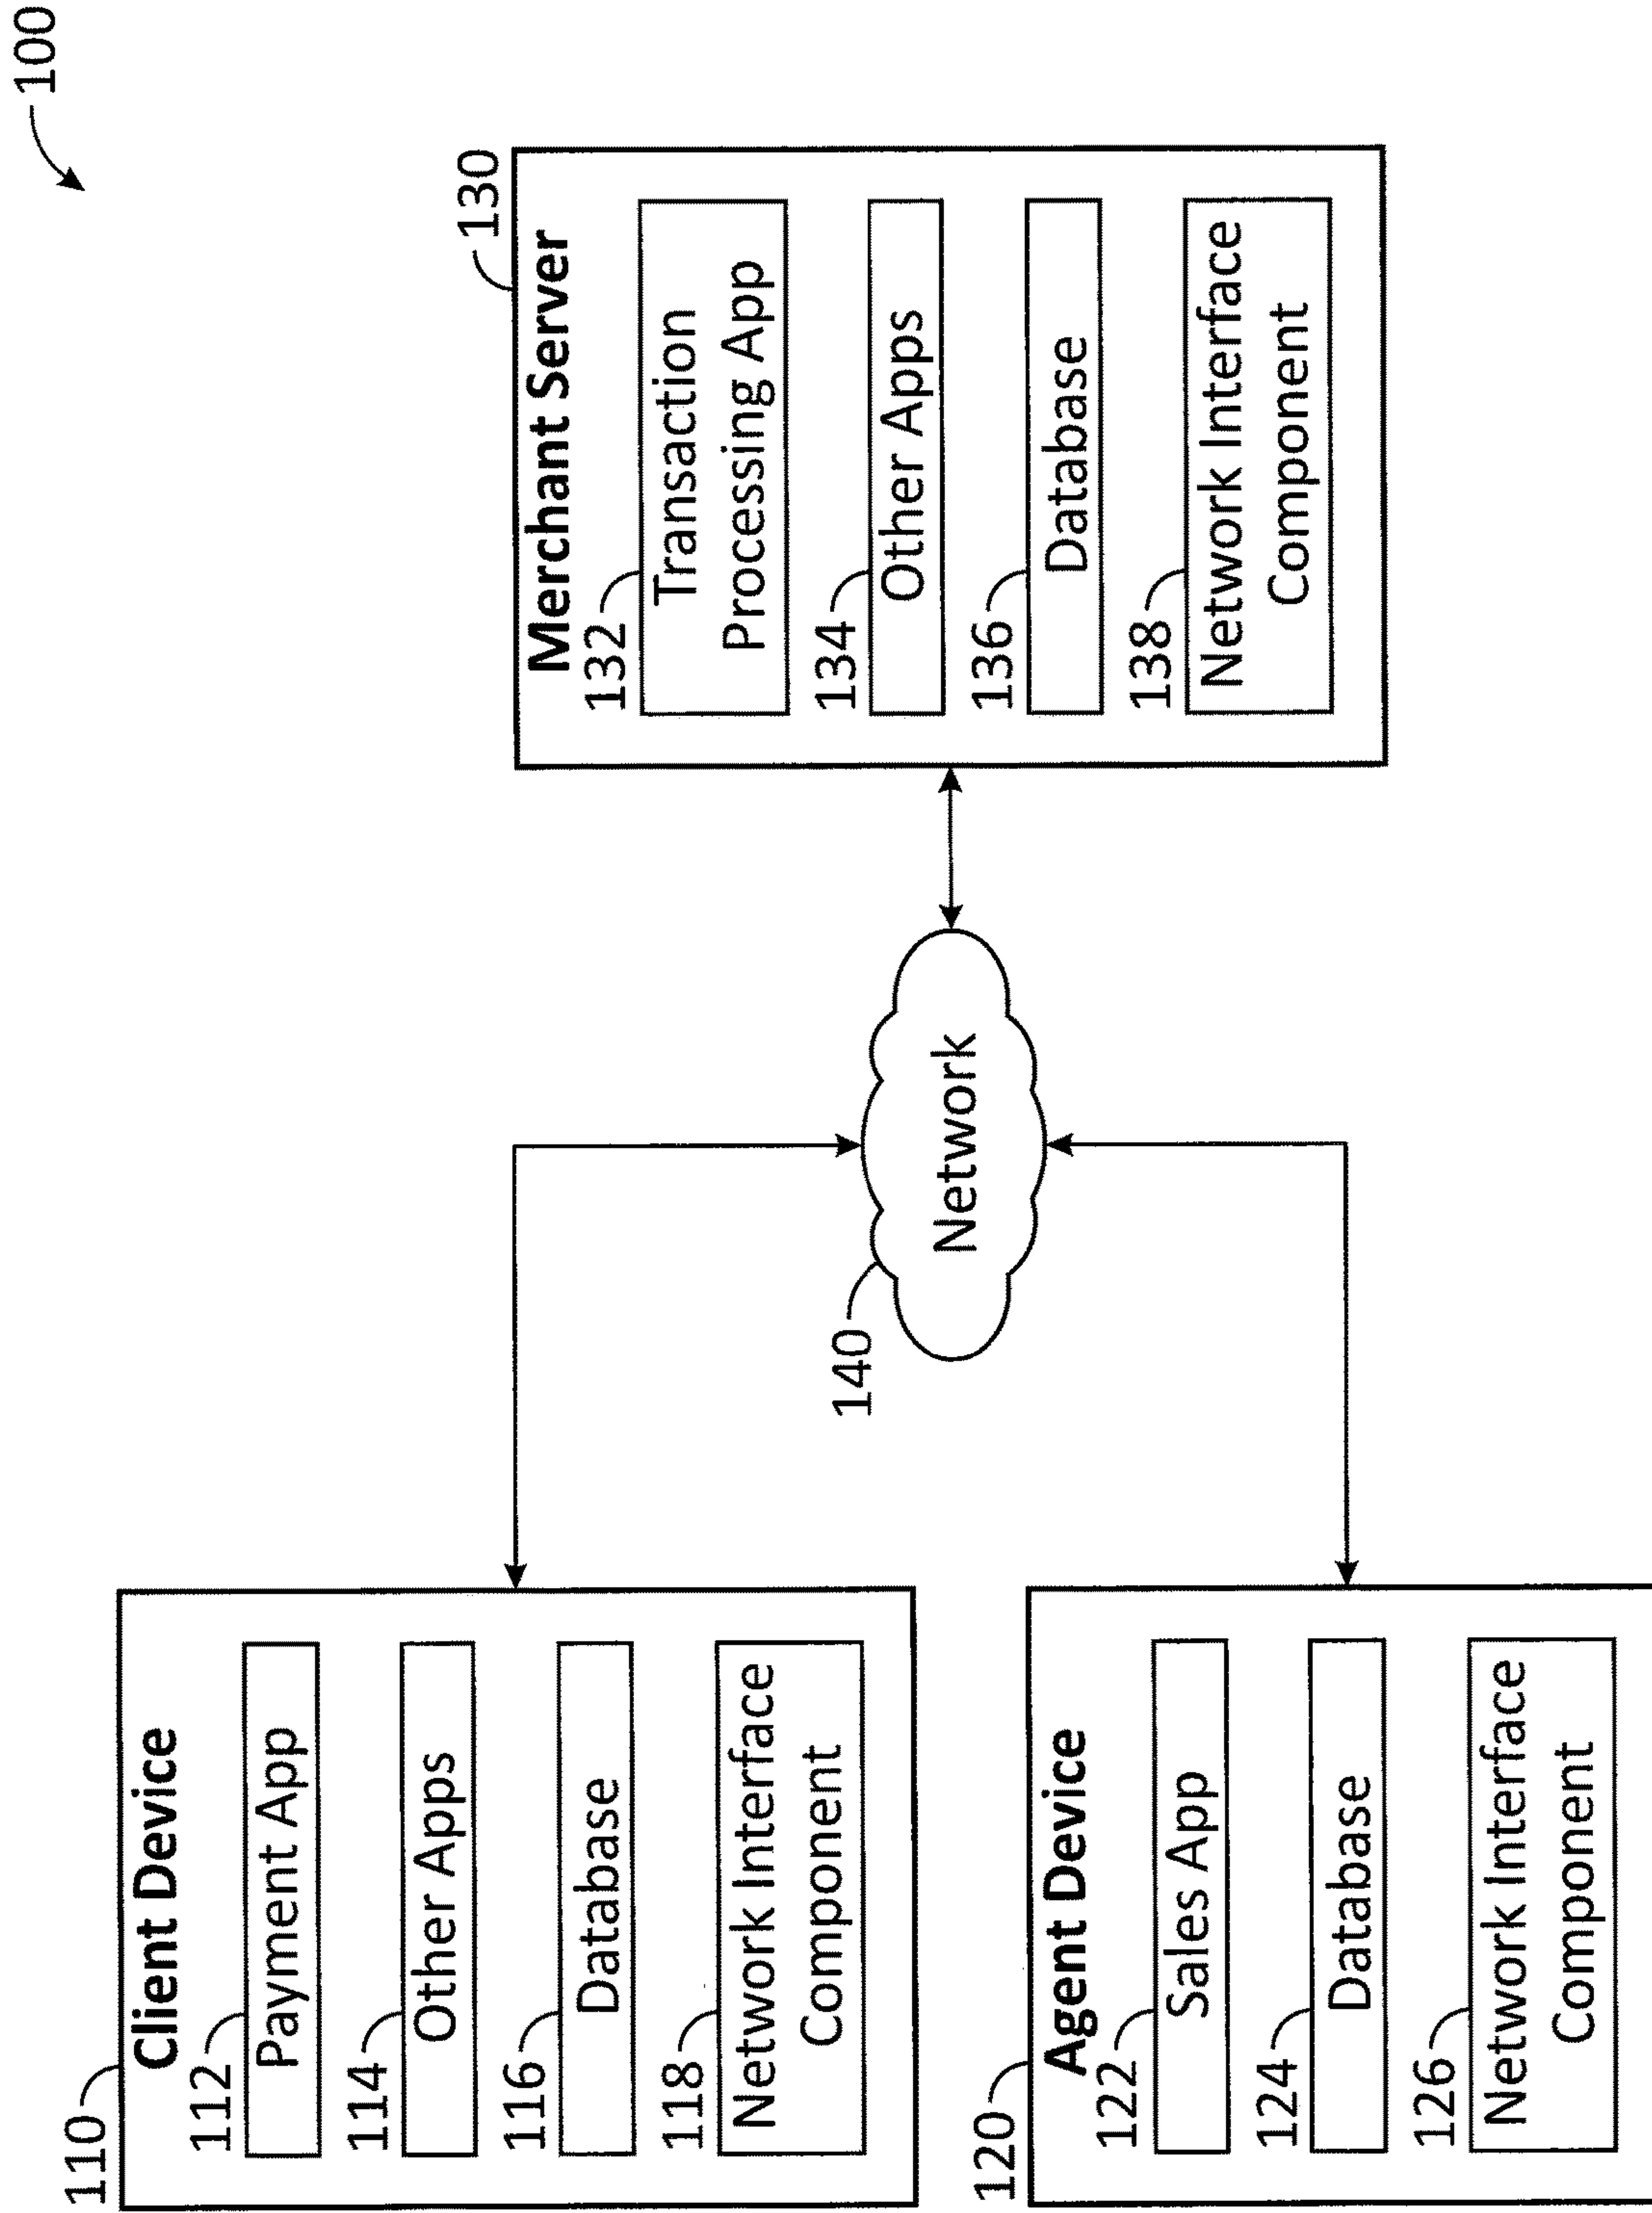 100
110
Client Device
112
Payment App
114
Other Apps
116
Database
118
Network Interface
Component
120
Agent Device
122
Sales App
124
Database
126
Network Interface
Component
140
Network
130
Merchant Server
132
Transaction
Processing App
134
Other Apps
136
Database
138
Network Interface
Component